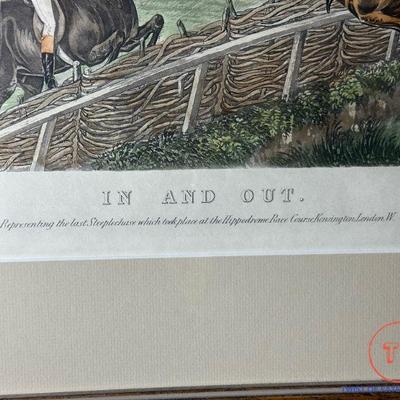 IN AND OUT.
Representing the last Steeplechase which took place at the Hippodrome Race Course, Kensington, London, W.
T